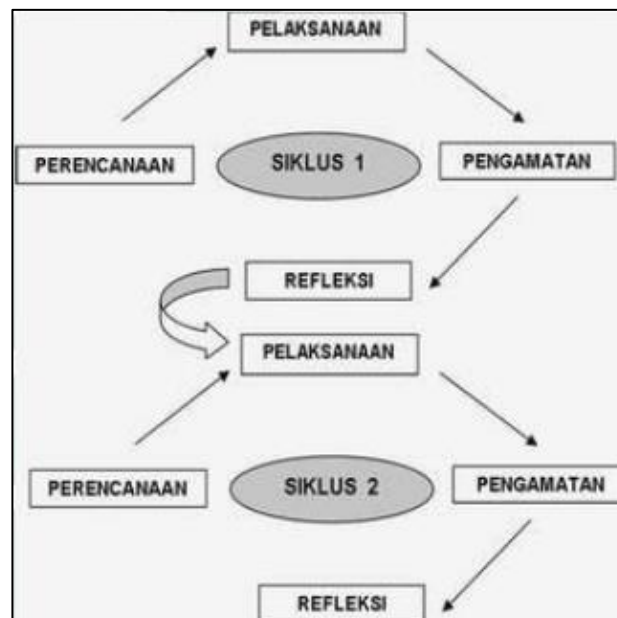 PELAKSANAAN
PERENCANAAN
SIKLUS 1
PENGAMATAN
REFLEKSI
PELAKSANAAN
PERENCANAAN
SIKLUS 2
PENGAMATAN
REFLEKSI